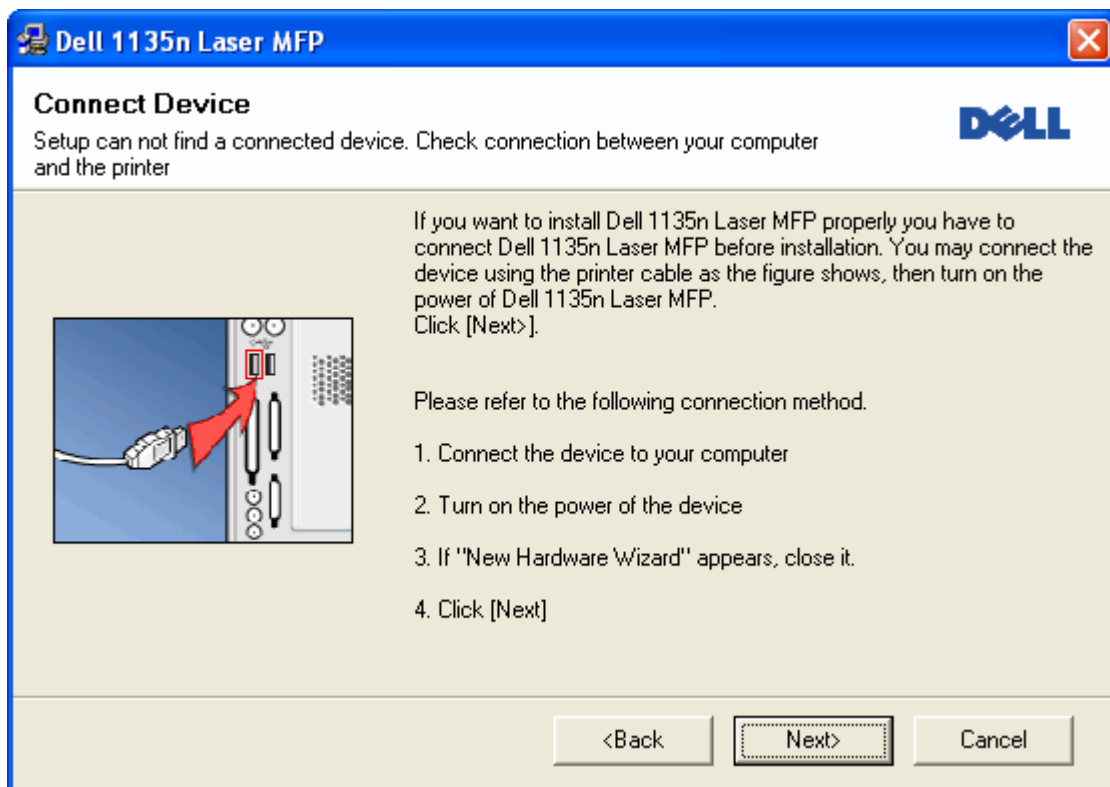 Dell 1135n Laser MFP
Connect Device
Setup can not find a connected device. Check connection between your computer
and the printer
DELL
If you want to install Dell 1135n Laser MFP properly you have to
connect Dell 1135n Laser MFP before installation. You may connect the
device using the printer cable as the figure shows, then turn on the
power of Dell 1135n Laser MFP.
Click [Next>].
Please refer to the following connection method.
1. Connect the device to your computer
2. Turn on the power of the device
3. If "New Hardware Wizard" appears, close it.
4. Click [Next]
<Back
Next>
Cancel